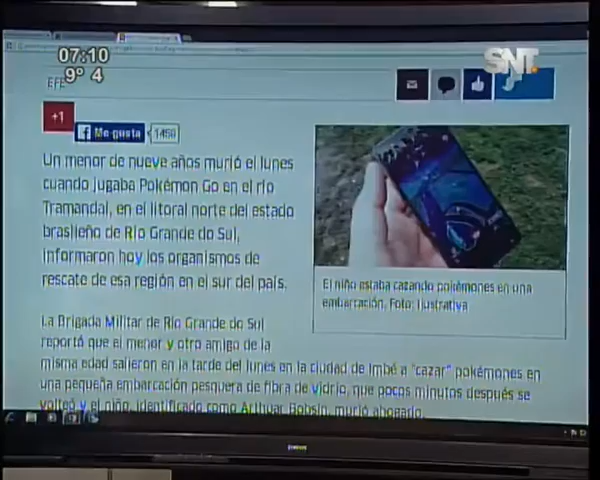 07:10
9° 4
SNT.
EFE
+1
f Me gusta 1456
Un menor de nueve años murió el lunes
cuando jugaba Pokémon Go en el río
Tramandaí, en el litoral norte del estado
brasileño de Río Grande do Sul,
informaron hoy los organismos de
rescate de esa región en el sur del país.
El niño estaba cazando pokémones en una
embarcación. Foto: Ilustrativa
La Brigada Militar de Río Grande do Sul
reportó que el menor y otro amigo de la
misma edad salieron en la tarde del lunes en la ciudad de Imbé a "cazar" pokémones en
una pequeña embarcación pesquera de fibra de vidrio, que pocos minutos después se
volteó y el niño, identificado como Arthur Bobsin, murió ahogado.